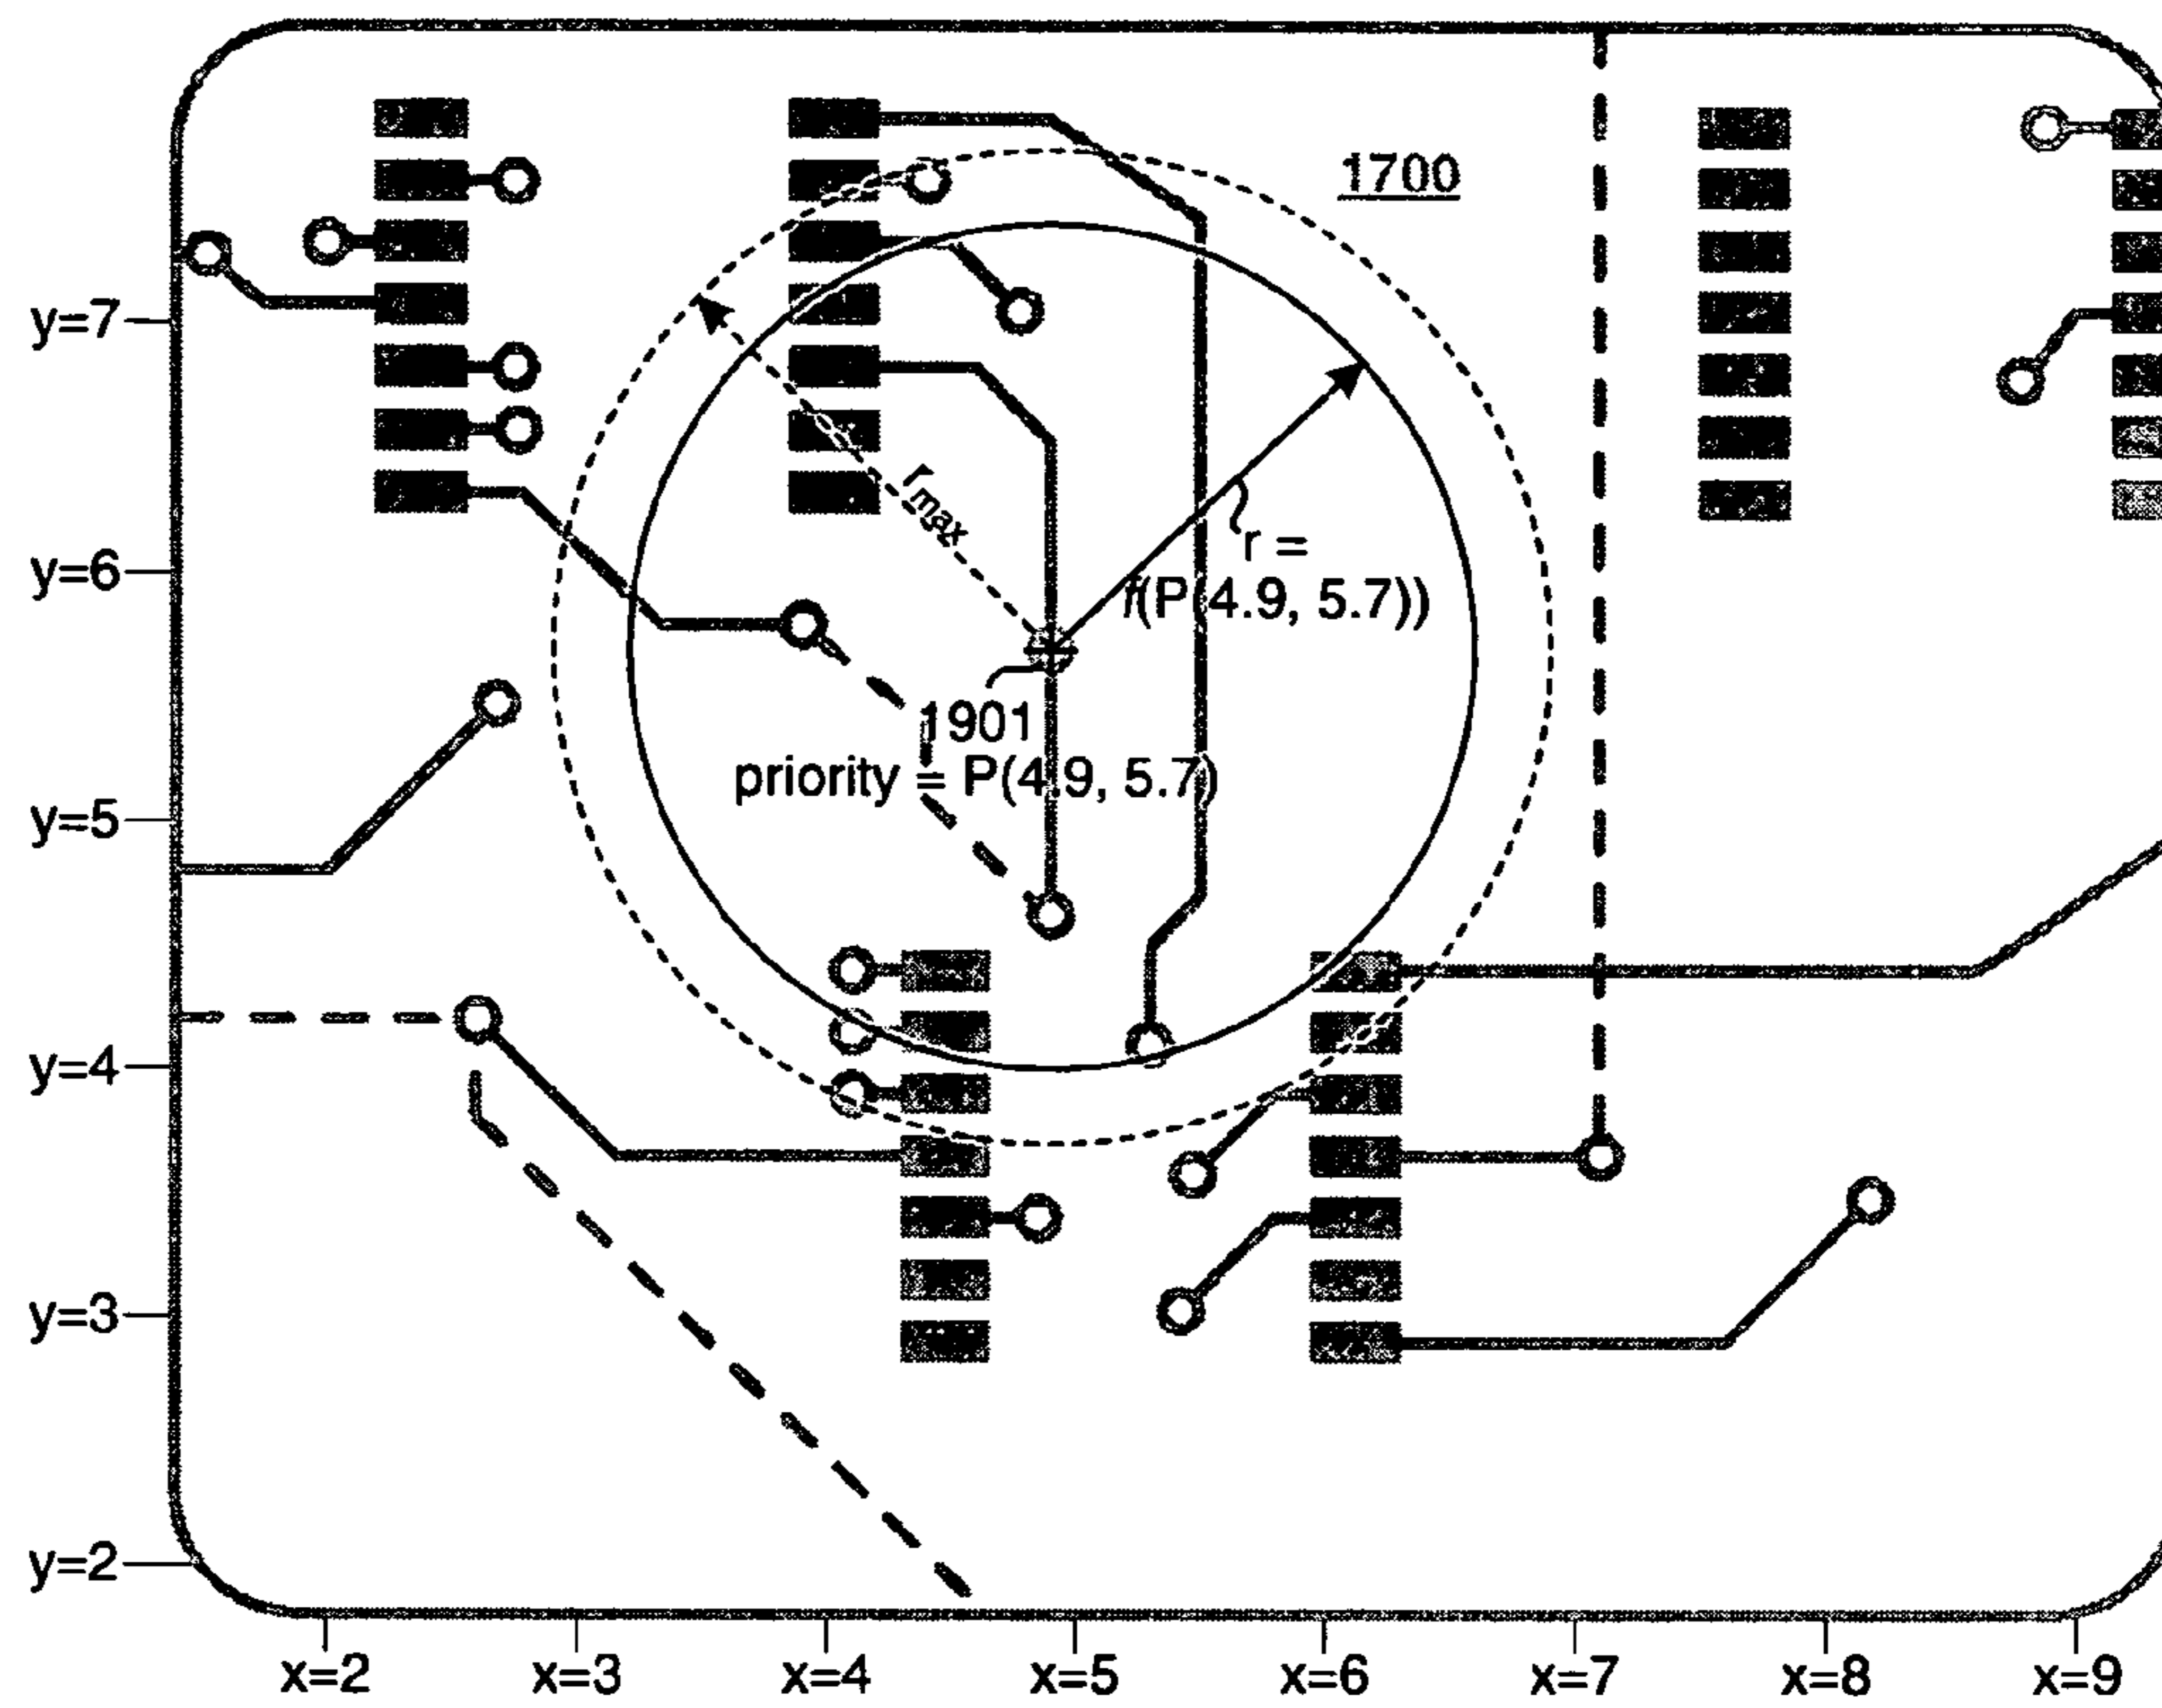 1700
y=7
r max
r =
y=6
f(P(4.9, 5.7))
1901
priority = P(4.9, 5.7)
y=5
y=4
y=3
y=2
x=2 x=3 x=4 x=5 x=6 x=7 x=8 x=9